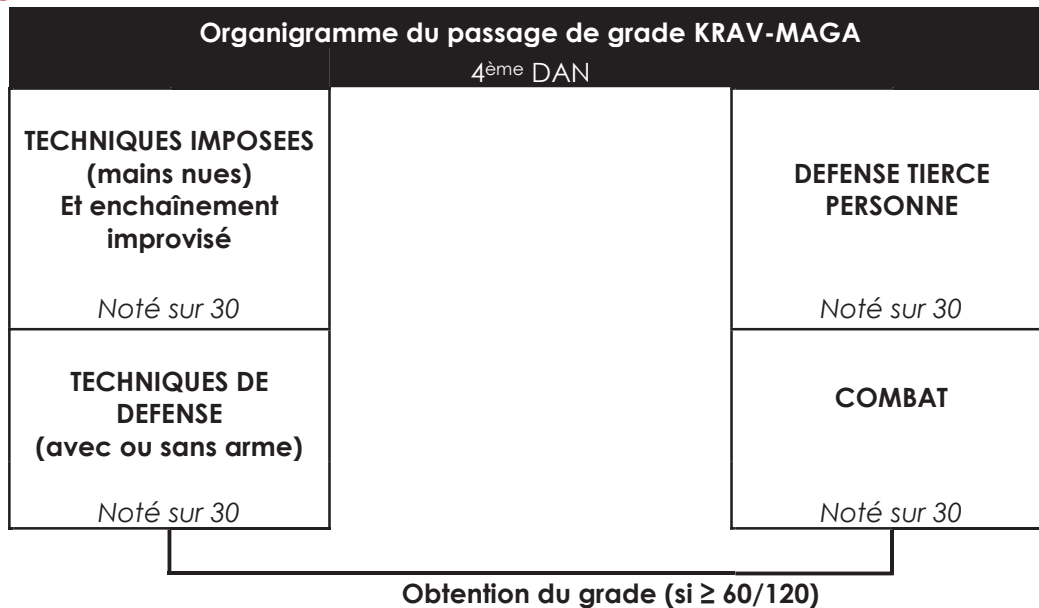 Organigramme du passage de grade KRAV-MAGA
4ème DAN
TECHNIQUES IMPOSEES
(mains nues)
Et enchaînement
improvisé
Noté sur 30
DEFENSE TIERCE
PERSONNE
Noté sur 30
TECHNIQUES DE
DEFENSE
(avec ou sans arme)
Noté sur 30
COMBAT
Noté sur 30
Obtention du grade (si ≥ 60/120)